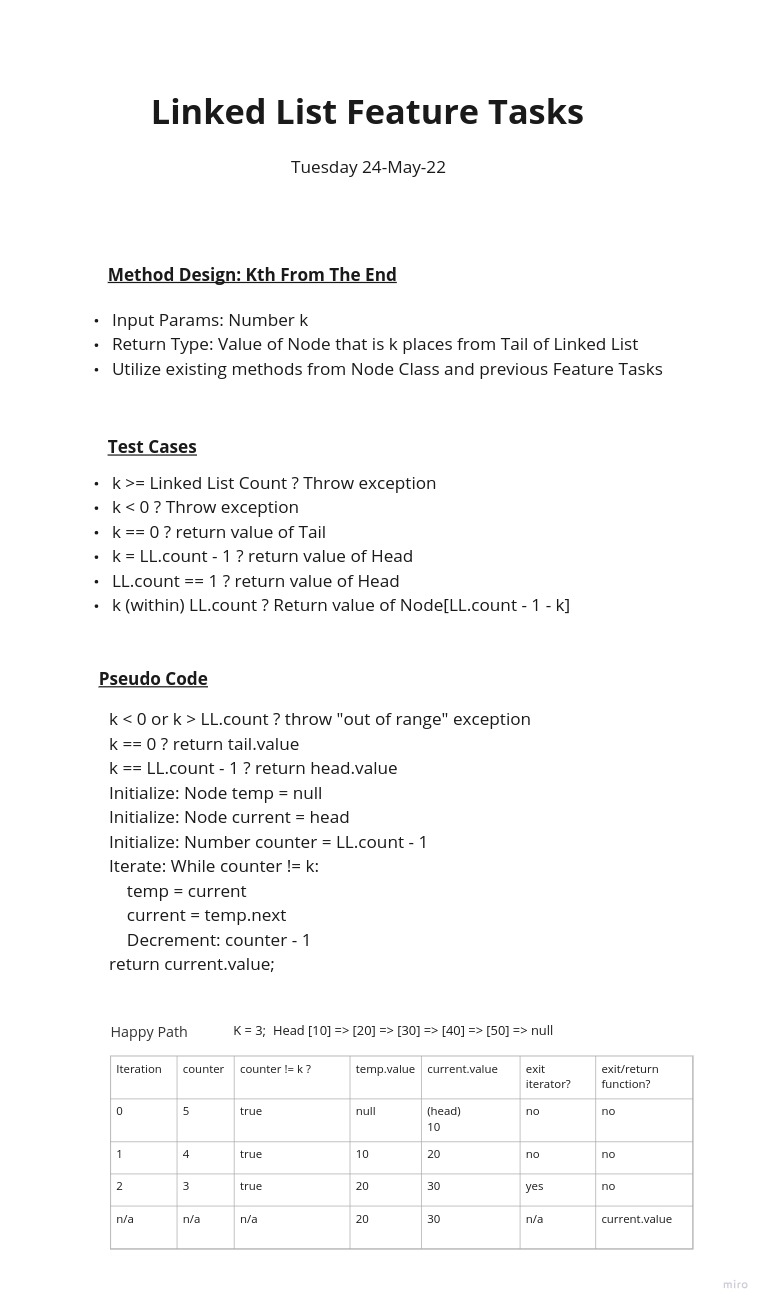 Linked List Feature Tasks
Tuesday 24-May-22
Method Design: Kth From The End
• Input Params: Number k
• Return Type: Value of Node that is k places from Tail of Linked List
• Utilize existing methods from Node Class and previous Feature Tasks
Test Cases
• k >= Linked List Count ? Throw exception
• k < 0 ? Throw exception
• k == 0 ? return value of Tail
• k = LL.count - 1 ? return value of Head
• LL.count == 1 ? return value of Head
• k (within) LL.count ? Return value of Node[LL.count - 1 - k]
Pseudo Code
k < 0 or k > LL.count ? throw "out of range" exception
k == 0 ? return tail.value
k == LL.count - 1 ? return head.value
Initialize: Node temp = null
Initialize: Node current = head
Initialize: Number counter = LL.count - 1
Iterate: While counter != k:
temp = current
current = temp.next
Decrement: counter - 1
return current.value;
Happy Path K = 3; Head [10] => [20] => [30] => [40] => [50] => null
Iteration counter counter != k ? temp.value current.value exit iterator? exit/return function?
0 5 true null (head) 10 no no
1 4 true 10 20 no no
2 3 true 20 30 yes no
n/a n/a n/a 20 30 n/a current.value
miro